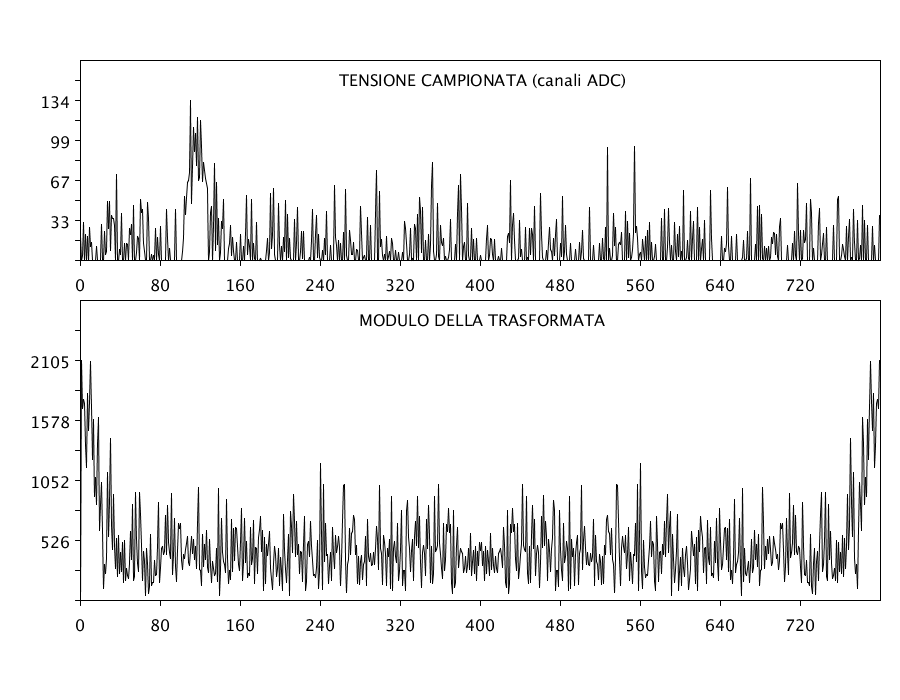 TENSIONE CAMPIONATA (canali ADC)
134
99
67
33
0 80 160 240 320 400 480 560 640 720
MODULO DELLA TRASFORMATA
2105
1578
1052
526
0 80 160 240 320 400 480 560 640 720